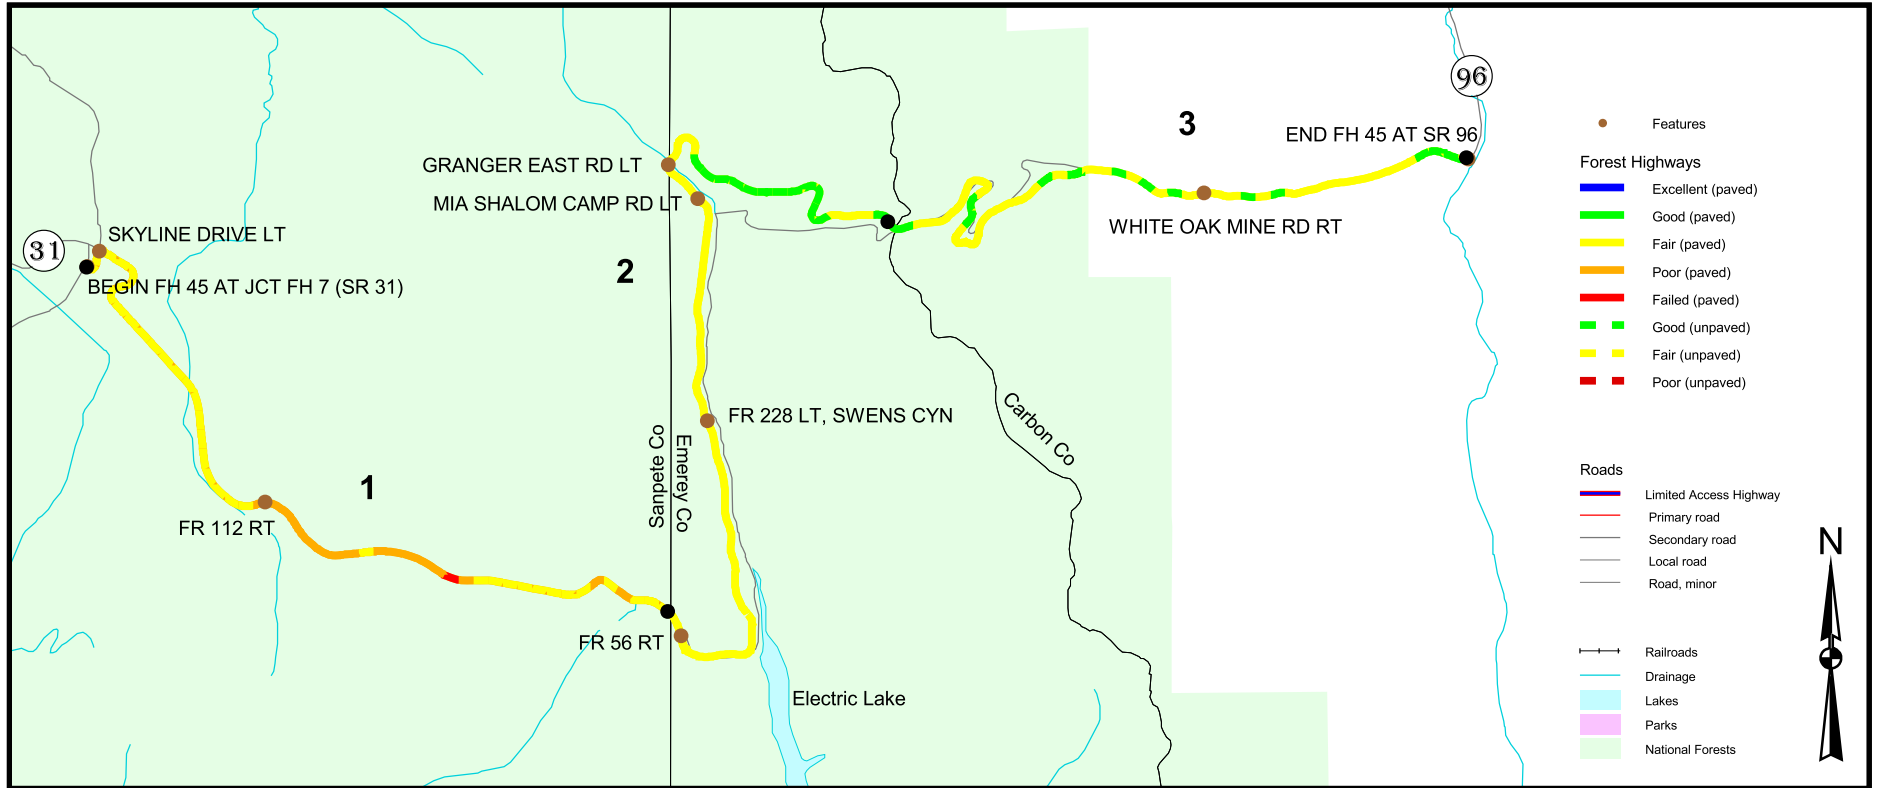 96
3
END FH 45 AT SR 96
GRANGER EAST RD LT
MIA SHALOM CAMP RD LT
WHITE OAK MINE RD RT
31
SKYLINE DRIVE LT
BEGIN FH 45 AT JCT FH 7 (SR 31)
2
FR 228 LT, SWENS CYN
Carbon Co
Sanpete Co
Emerey Co
1
FR 112 RT
FR 56 RT
Electric Lake
Features
Forest Highways
Excellent (paved)
Good (paved)
Fair (paved)
Poor (paved)
Failed (paved)
Good (unpaved)
Fair (unpaved)
Poor (unpaved)
Roads
Limited Access Highway
Primary road
Secondary road
Local road
Road, minor
N
Railroads
Drainage
Lakes
Parks
National Forests